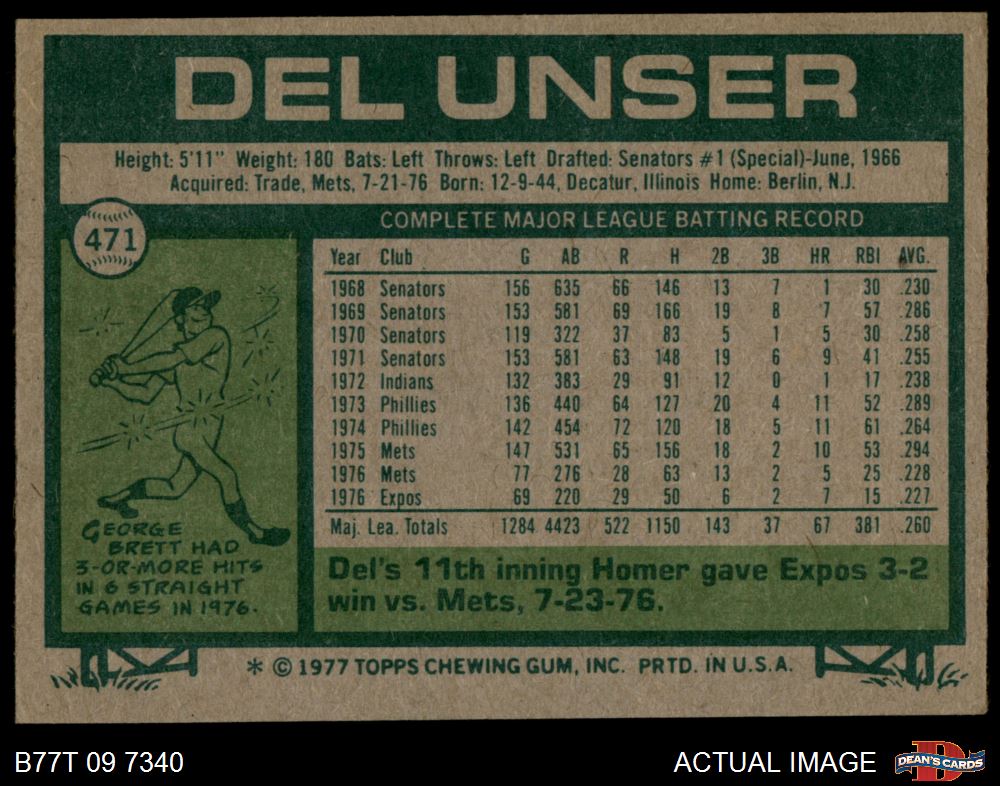 DEL UNSER
Height: 5'11" Weight: 180 Bats: Left Throws: Left Drafted: Senators #1 (Special)-June, 1966
Acquired: Trade, Mets, 7-21-76 Born: 12-9-44, Decatur, Illinois Home: Berlin, N.J.
471
COMPLETE MAJOR LEAGUE BATTING RECORD
Year Club G AB R H 2B 3B HR RBI AVG.
1968 Senators 156 635 66 146 13 7 1 30 .230
1969 Senators 153 581 69 166 19 8 7 57 .286
1970 Senators 119 322 37 83 5 1 5 30 .258
1971 Senators 153 581 63 148 19 6 9 41 .255
1972 Indians 132 383 29 91 12 0 1 17 .238
1973 Phillies 136 440 64 127 20 4 11 52 .289
1974 Phillies 142 454 72 120 18 5 11 61 .264
1975 Mets 147 531 65 156 18 2 10 53 .294
1976 Mets 77 276 28 63 13 2 5 25 .228
1976 Expos 69 220 29 50 6 2 7 15 .227
Maj. Lea. Totals 1284 4423 522 1150 143 37 67 381 .260
GEORGE
BRETT HAD
3-OR-MORE HITS
IN 6 STRAIGHT
GAMES IN 1976.
Del's 11th inning Homer gave Expos 3-2
win vs. Mets, 7-23-76.
* © 1977 TOPPS CHEWING GUM, INC. PRTD. IN U.S.A.
B77T 09 7340
ACTUAL IMAGE
D
DEAN'S CARDS